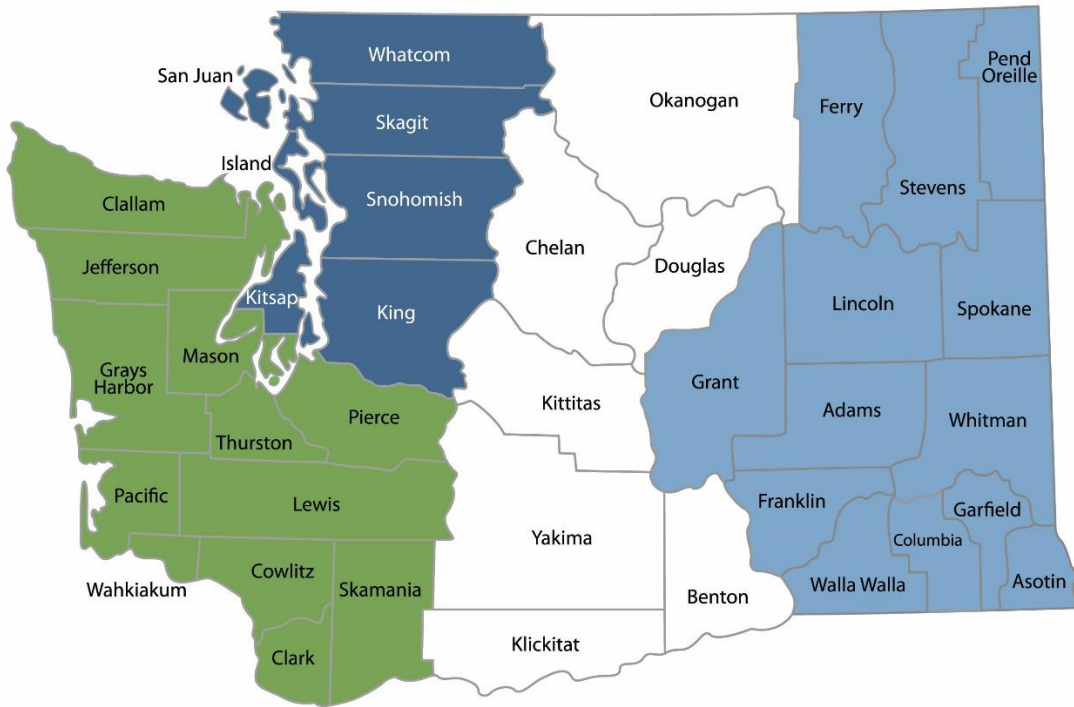 Whatcom
San Juan
Skagit
Okanogan
Ferry
Pend
Oreille
Island
Stevens
Snohomish
Clallam
Chelan
Douglas
Jefferson
Kitsap
King
Lincoln
Spokane
Mason
Grays
Harbor
Grant
Kittitas
Adams
Whitman
Pierce
Thurston
Pacific
Lewis
Franklin
Garfield
Yakima
Columbia
Wahkiakum
Cowlitz
Skamania
Walla Walla
Asotin
Benton
Klickitat
Clark